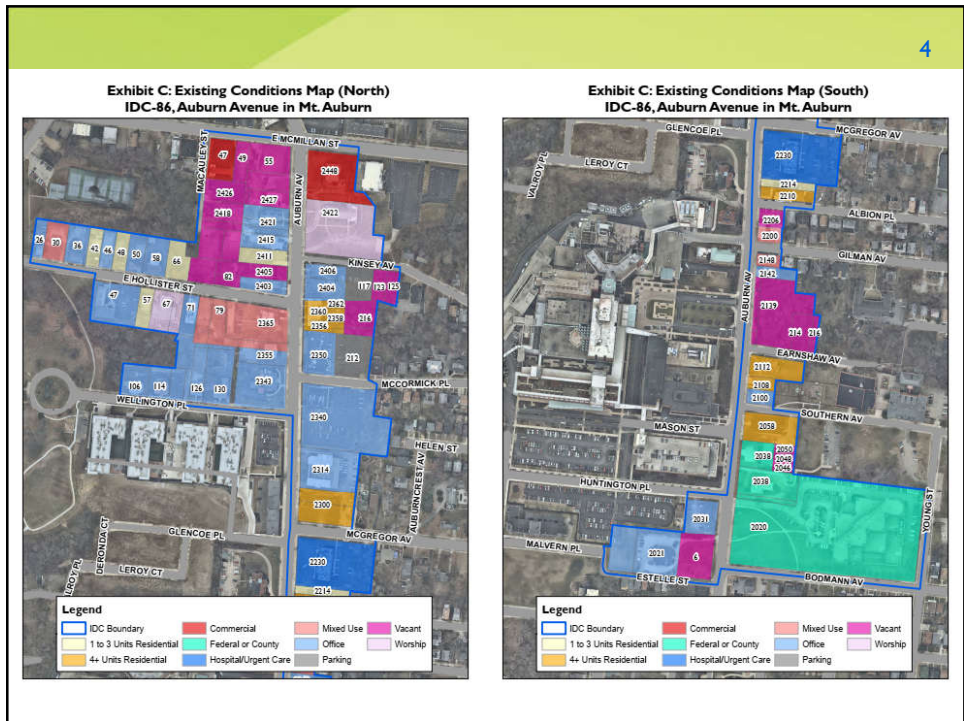 4
Exhibit C: Existing Conditions Map (North)
IDC-86, Auburn Avenue in Mt. Auburn
E MCMILLAN ST
MACAULEY ST
AUBURN AV
47
49
55
2448
2426
2427
2418
2421
2422
2415
2411
2405
82
2403
26
30
36
42
46
48
50
58
66
KINSEY AV
2406
2404
117
123
125
E HOLLISTER ST
47
57
67
71
79
2365
2362
2360
2358
2356
216
2355
2350
212
106
114
126
130
2343
MCCORMICK PL
WELLINGTON PL
2340
HELEN ST
2314
AUBURNCREST AV
2300
GLENCOE PL
MCGREGOR AV
DERONDA CT
LEROY CT
2230
2214
Legend
IDC Boundary
Commercial
Mixed Use
Vacant
1 to 3 Units Residential
Federal or County
Office
Worship
4+ Units Residential
Hospital/Urgent Care
Parking
Exhibit C: Existing Conditions Map (South)
IDC-86, Auburn Avenue in Mt. Auburn
GLENCOE PL
MCGREGOR AV
VALROY PL
LEROY CT
2230
2214
2210
ALBION PL
2206
2200
GILMAN AV
2148
2142
AUBURN AV
2139
214
216
EARNSHAW AV
2112
2108
2100
SOUTHERN AV
MASON ST
2058
2050
2048
2046
2038
2038
HUNTINGTON PL
YOUNG ST
2031
2020
MALVERN PL
2021
6
ESTELLE ST
BODMANN AV
Legend
IDC Boundary
Commercial
Mixed Use
Vacant
1 to 3 Units Residential
Federal or County
Office
Worship
4+ Units Residential
Hospital/Urgent Care
Parking